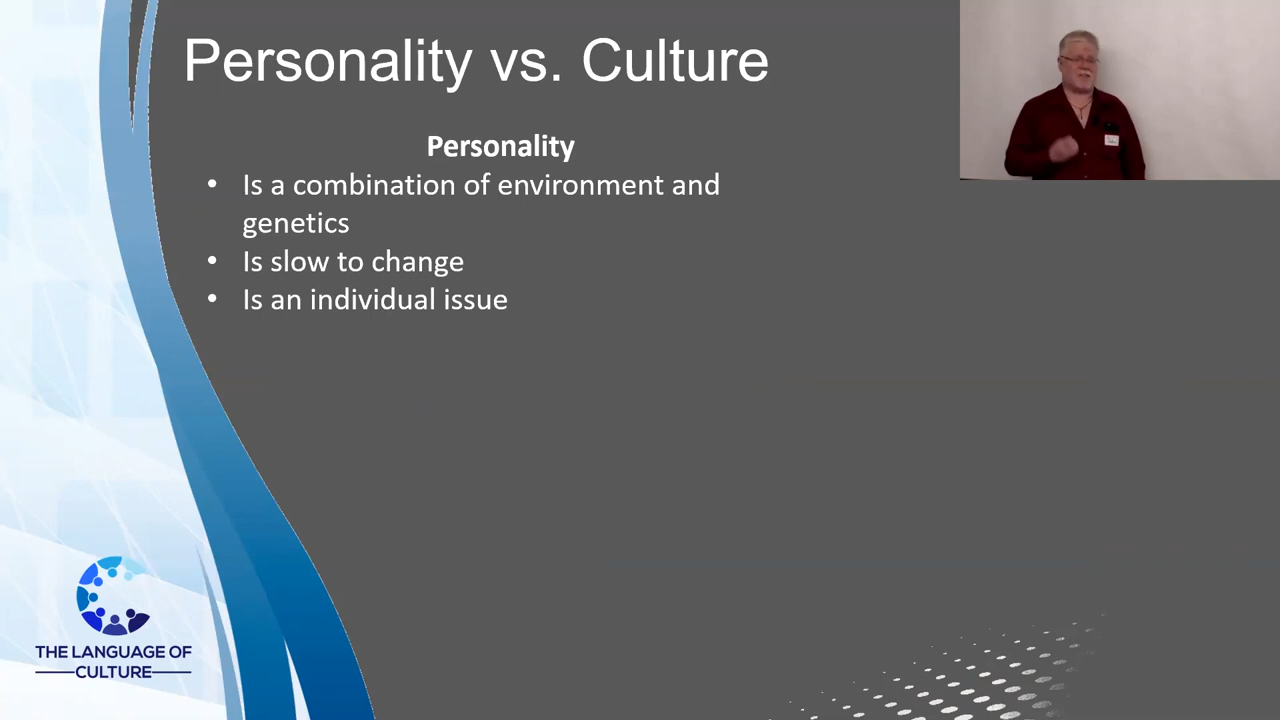 Personality vs. Culture
Personality
• Is a combination of environment and
genetics
• Is slow to change
• Is an individual issue
THE LANGUAGE OF
CULTURE